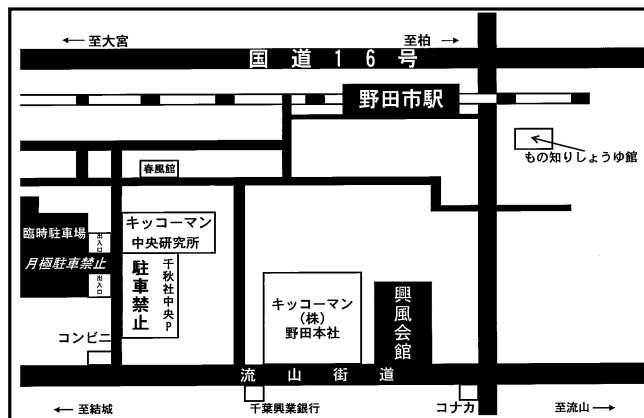 ←至大宮
至柏→
国道16号
野田市駅
もの知りしょうゆ館
春風館
キッコーマン
中央研究所
臨時駐車場
出入口
月極駐車禁止
出入口
千秋社中央P
駐車禁止
キッコーマン
(株)
野田本社
興風会館
コンビニ
流山街道
←至結城
千葉興業銀行
コナカ
至流山→